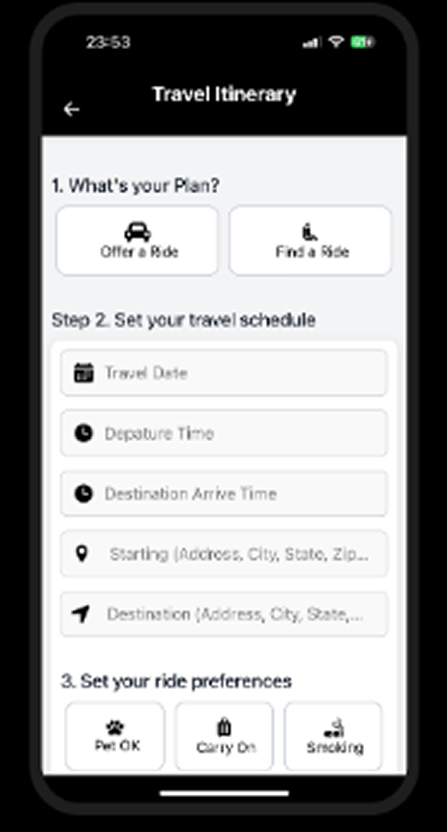 23:53
Travel Itinerary
1. What's your Plan?
Offer a Ride
Find a Ride
Step 2. Set your travel schedule
Travel Date
Depature Time
Destination Arrive Time
Starting (Address, City, State, Zip...
Destination (Address, City, State,...
3. Set your ride preferences
Pet OK
Carry On
Smoking